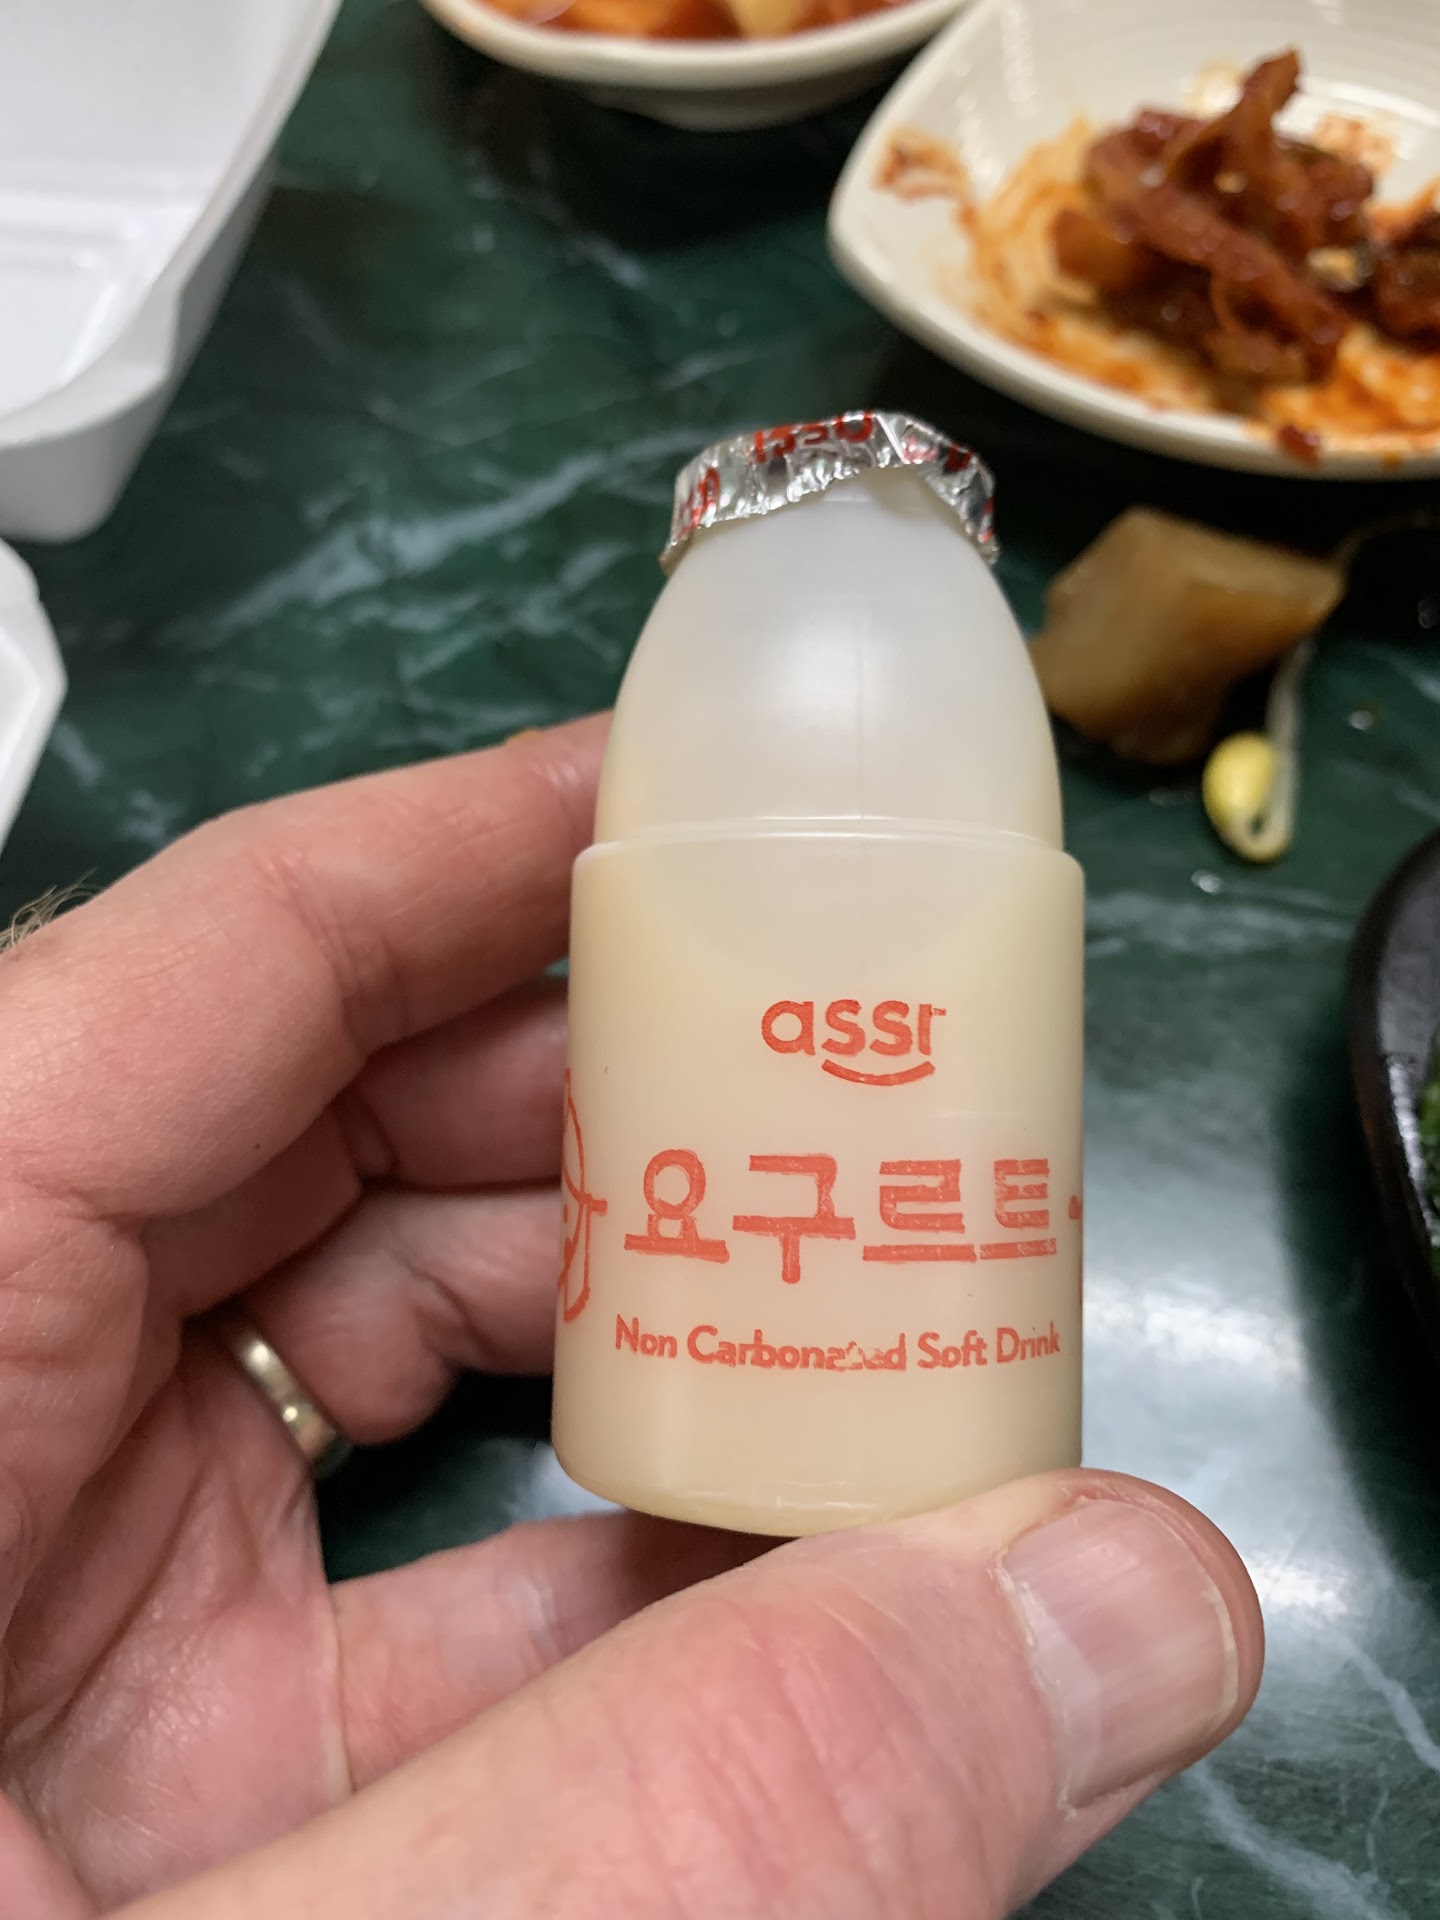 assi
요구르트
Non Carbonated Soft Drink